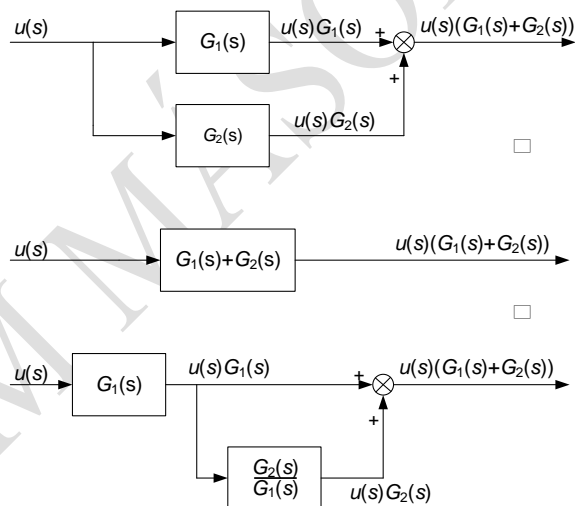 u(s) G₁(s) u(s)G₁(s) + u(s)(G₁(s)+G₂(s))
+
G₂(s) u(s)G₂(s)
u(s) G₁(s)+G₂(s) u(s)(G₁(s)+G₂(s))
u(s) G₁(s) u(s)G₁(s) + u(s)(G₁(s)+G₂(s))
+
G₂(s)
G₁(s)
u(s)G₂(s)